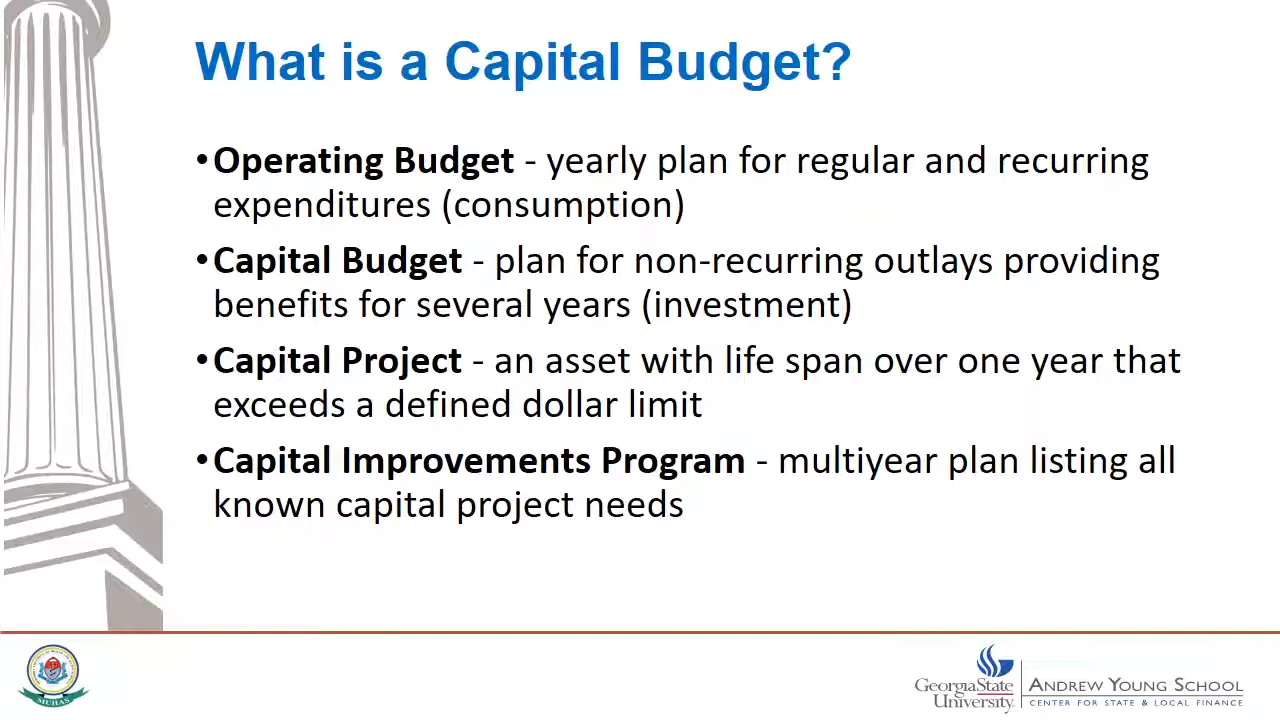 What is a Capital Budget?
•Operating Budget - yearly plan for regular and recurring
expenditures (consumption)
•Capital Budget - plan for non-recurring outlays providing
benefits for several years (investment)
•Capital Project - an asset with life span over one year that
exceeds a defined dollar limit
•Capital Improvements Program - multiyear plan listing all
known capital project needs
MUHAS
GeorgiaState
University
ANDREW YOUNG SCHOOL
CENTER FOR STATE & LOCAL FINANCE